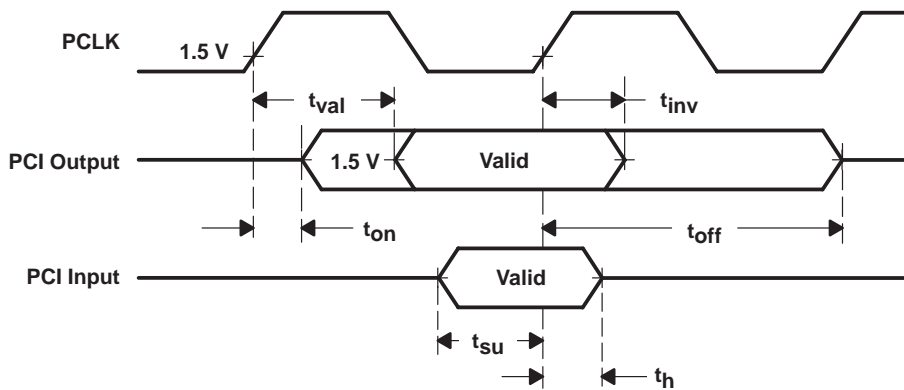 PCLK
1.5 V
tval
tinv
PCI Output
1.5 V
Valid
ton
toff
PCI Input
Valid
tsu
th